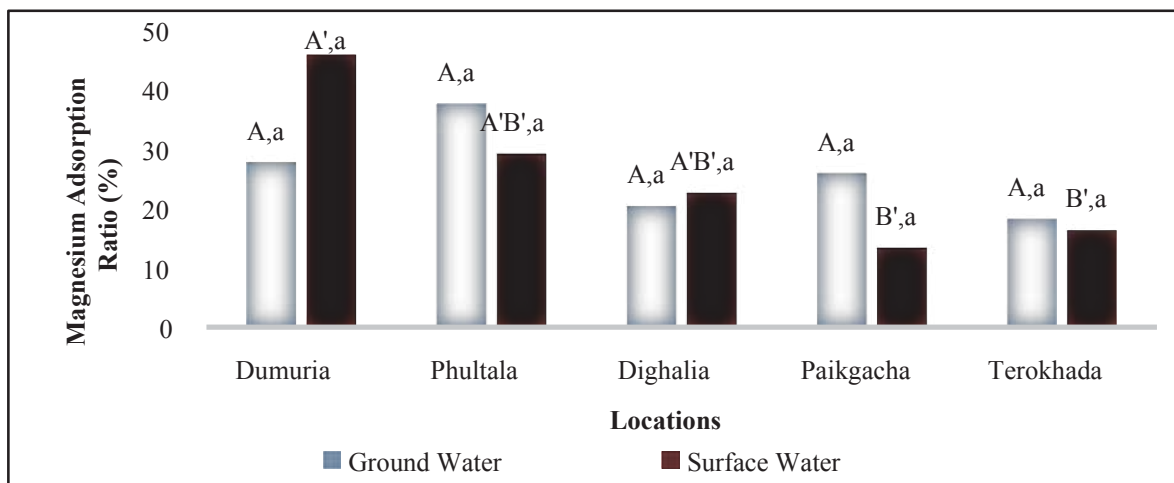 Magnesium Adsorption
Ratio (%)
50
40
30
20
10
0
A,a
A',a
A,a
A'B',a
A,a
A'B',a
A,a
B',a
A,a
B',a
Dumuria
Phultala
Dighalia
Paikgacha
Terokhada
Locations
Ground Water
Surface Water